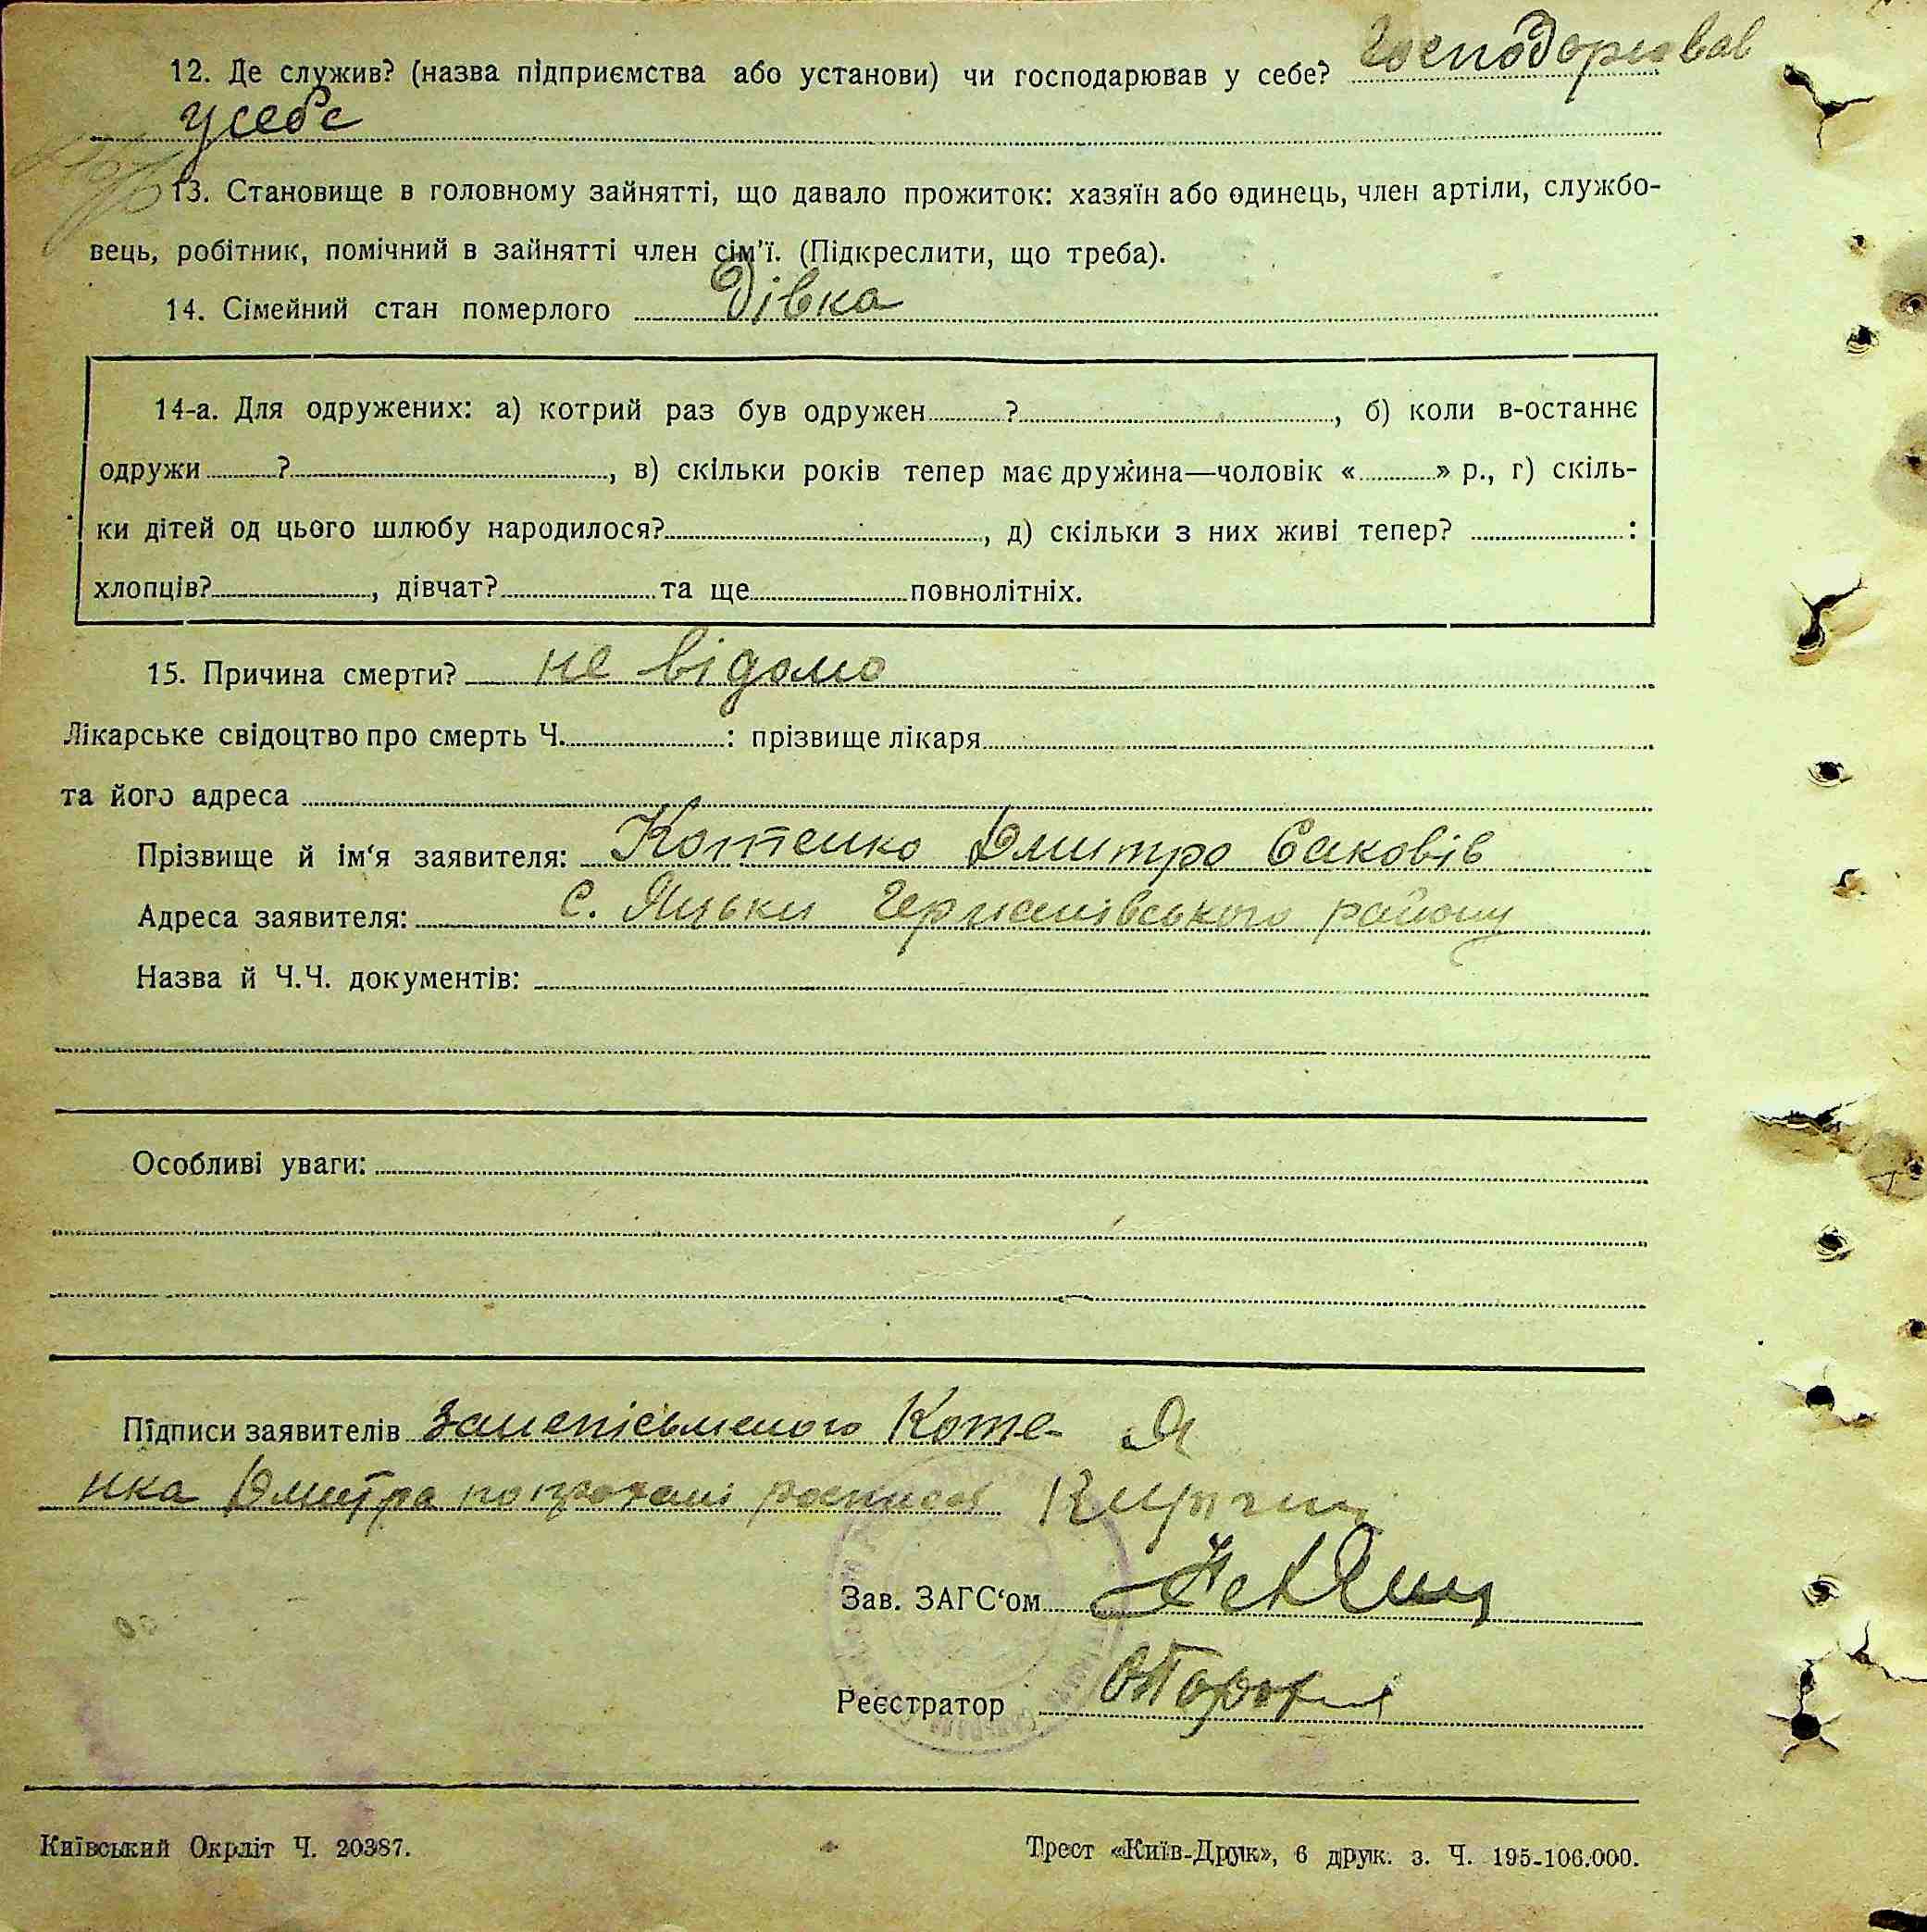 12. Де служив? (назва підприємства або установи) чи господарював у себе? Господарював
у себе
13. Становище в головному зайнятті, що давало прожиток: хазяїн або одинець, член артіли, службо-
вець, робітник, помічний в зайнятті член сім'ї. (Підкреслити, що треба).
14. Сімейний стан померлого Дівка
14-а. Для одружених: а) котрий раз був одружен ? , б) коли в-останнє
одружи ? , в) скільки років тепер має дружина—чоловік « » р., г) скіль-
ки дітей од цього шлюбу народилося? , д) скільки з них живі тепер? :
хлопців? , дівчат? та ще повнолітніх.
15. Причина смерти? не відомо
Лікарське свідоцтво про смерть Ч. : прізвище лікаря
та його адреса
Прізвище й ім'я заявителя: Котенко Дмитро Саковів
Адреса заявителя: с. Яцьки Германівського району
Назва й Ч.Ч. документів:
Особливі уваги:
Підписи заявителів за неписьменого Коте-
нка Дмитра
Зав. ЗАГС'ом
Реєстратор
Київський Окрліт Ч. 20387.
Трест «Київ-Друк», 6 друк. з. Ч. 195-106.000.